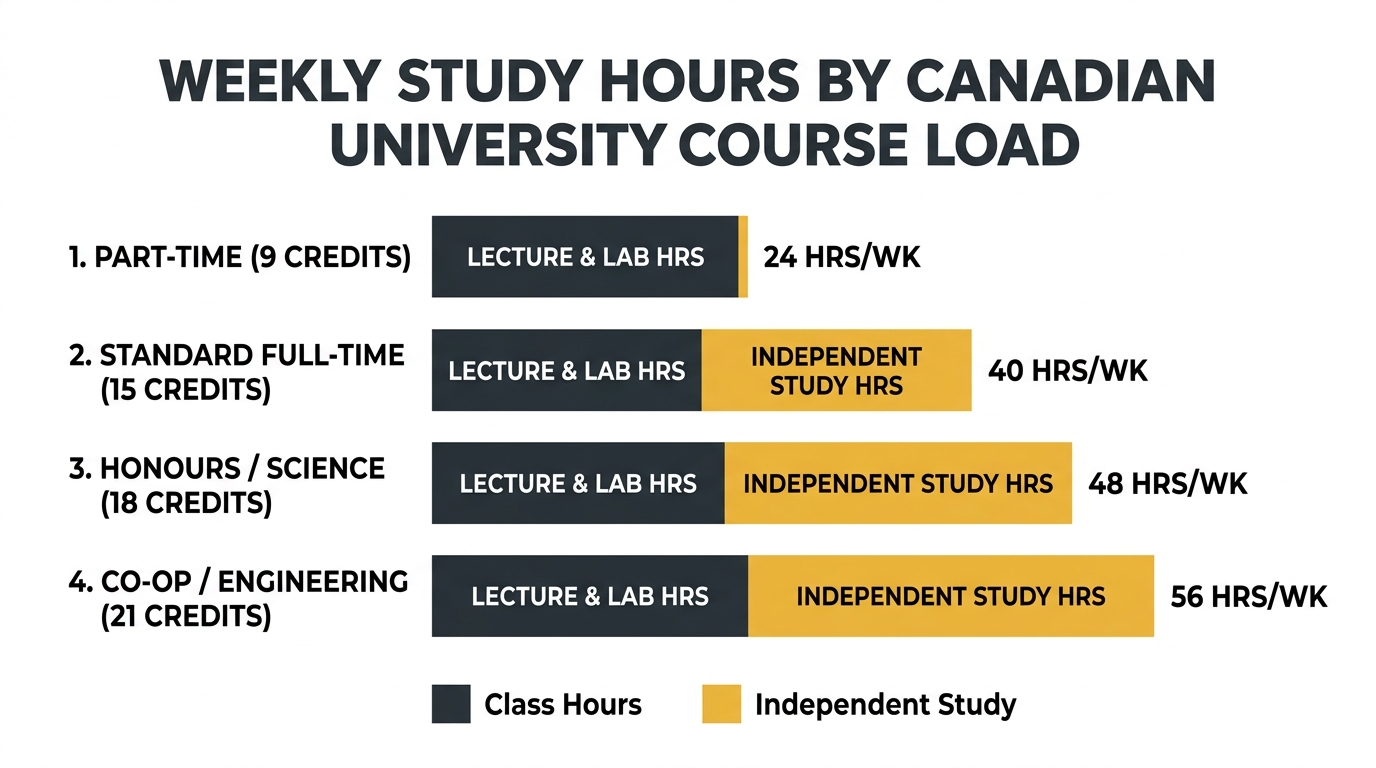 WEEKLY STUDY HOURS BY CANADIAN
UNIVERSITY COURSE LOAD
1. PART-TIME (9 CREDITS)
LECTURE & LAB HRS
24 HRS/WK
2. STANDARD FULL-TIME
(15 CREDITS)
LECTURE & LAB HRS
INDEPENDENT
STUDY HRS
40 HRS/WK
3. HONOURS / SCIENCE
(18 CREDITS)
LECTURE & LAB HRS
INDEPENDENT STUDY HRS
48 HRS/WK
4. CO-OP / ENGINEERING
(21 CREDITS)
LECTURE & LAB HRS
INDEPENDENT STUDY HRS
56 HRS/WK
Class Hours
Independent Study